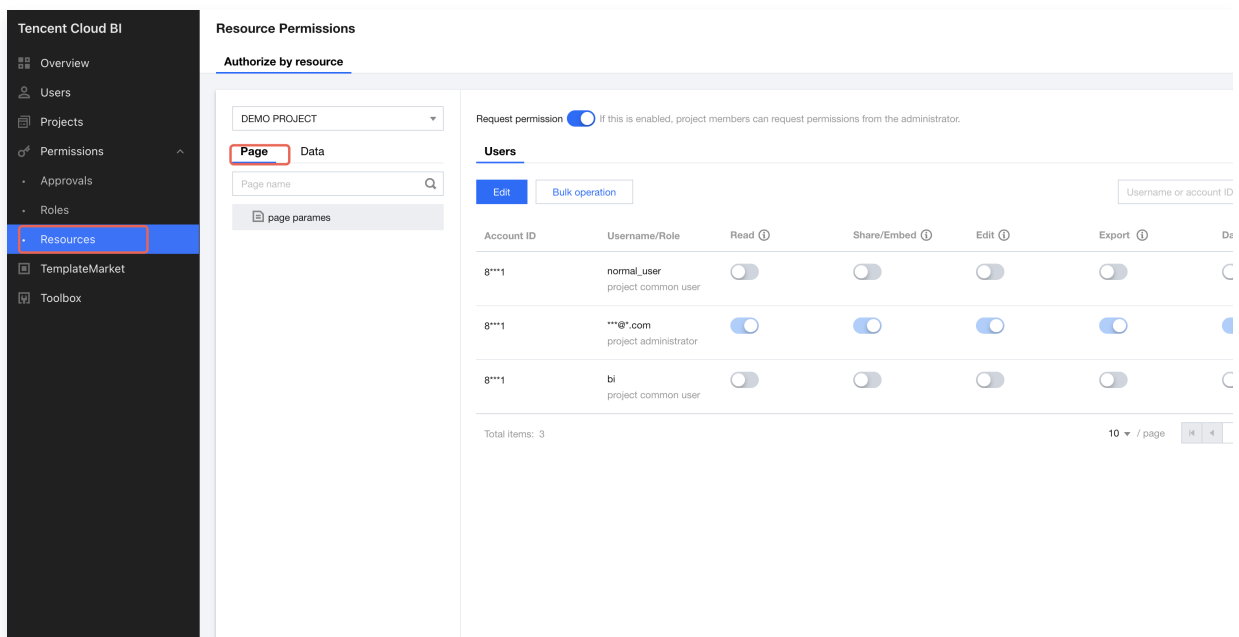 Tencent Cloud BI
Overview
Users
Projects
Permissions
Approvals
Roles
Resources
TemplateMarket
Toolbox
Resource Permissions
Authorize by resource
DEMO PROJECT
Page Data
Page name
page parames
Request permission If this is enabled, project members can request permissions from the administrator.
Users
Edit Bulk operation Username or account ID
Account ID Username/Role Read Share/Embed Edit Export Da
8***1 normal_user
project common user
8***1 ***@*.com
project administrator
8***1 bi
project common user
Total items: 3 10 / page